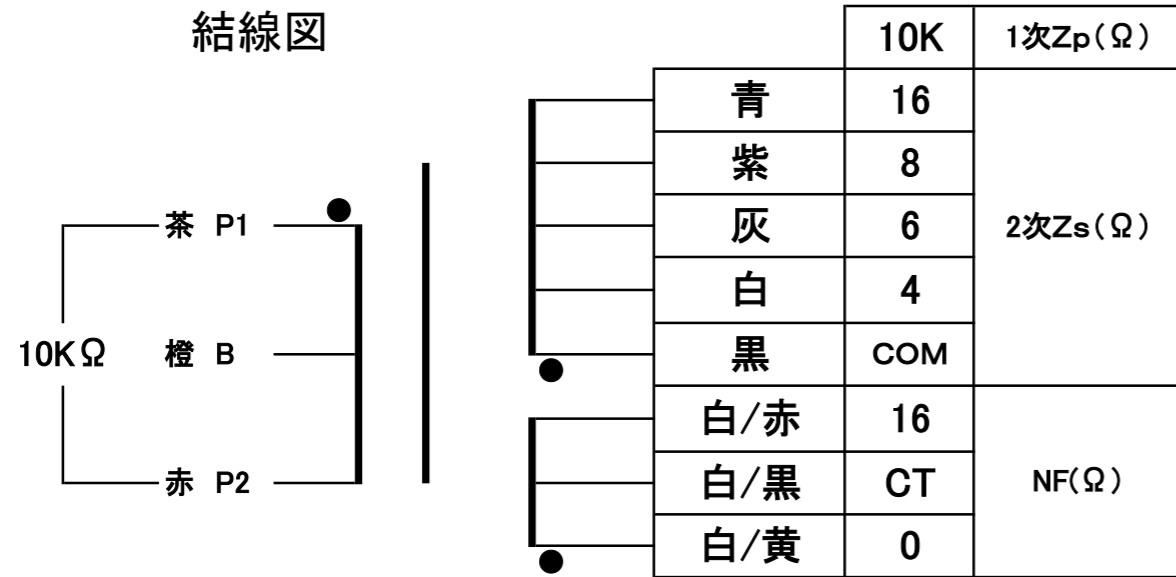 結線図
10K 1次Zp(Ω)
青 16
紫 8
灰 6 2次Zs(Ω)
白 4
黒 COM
白/赤 16
白/黒 CT NF(Ω)
白/黄 0
茶 P1
10KΩ 橙 B
赤 P2